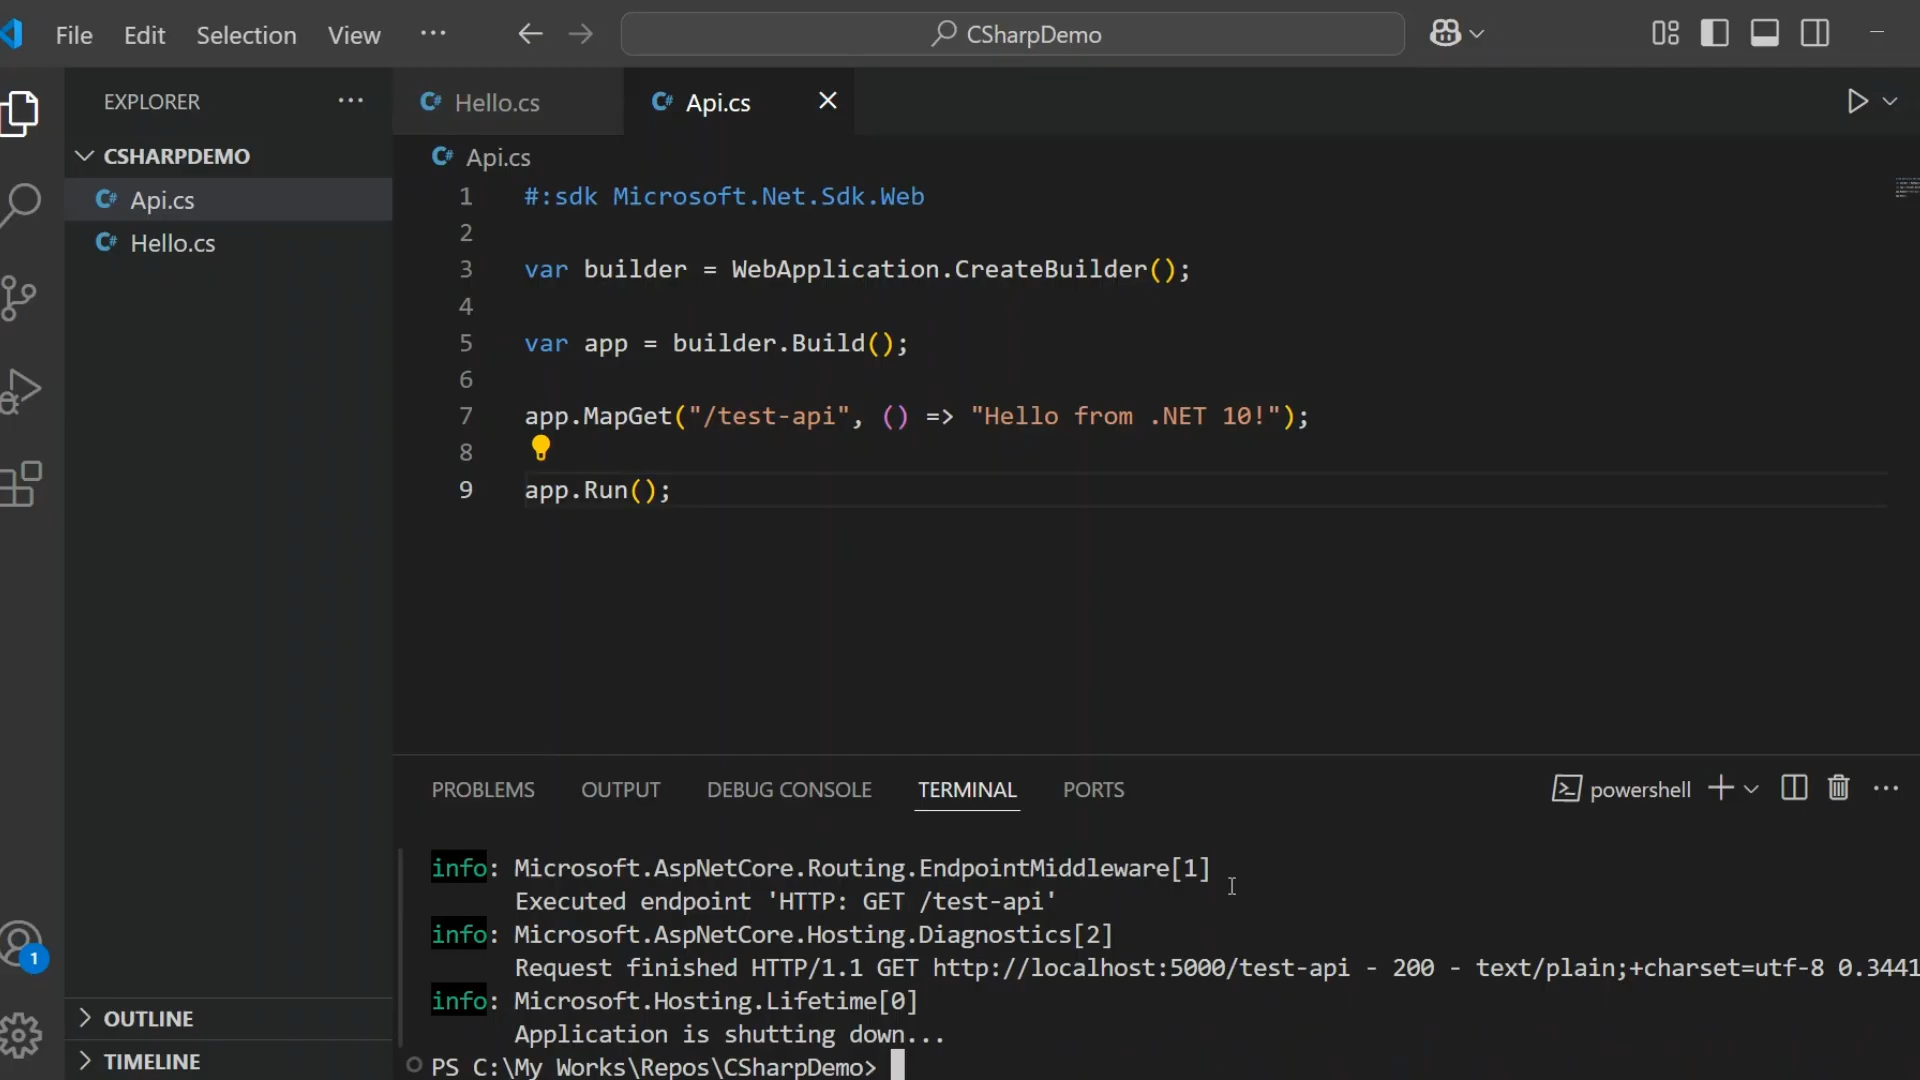 File Edit Selection View ··· CSharpDemo
EXPLORER ···
CSHARPDEMO
Api.cs
Hello.cs
OUTLINE
TIMELINE
1
Hello.cs Api.cs
Api.cs
1 #:sdk Microsoft.Net.Sdk.Web
2
3 var builder = WebApplication.CreateBuilder();
4
5 var app = builder.Build();
6
7 app.MapGet("/test-api", () => "Hello from .NET 10!");
8
9 app.Run();
PROBLEMS OUTPUT DEBUG CONSOLE TERMINAL PORTS powershell
info: Microsoft.AspNetCore.Routing.EndpointMiddleware[1]
Executed endpoint 'HTTP: GET /test-api'
info: Microsoft.AspNetCore.Hosting.Diagnostics[2]
Request finished HTTP/1.1 GET http://localhost:5000/test-api - 200 - text/plain;+charset=utf-8 0.3441
info: Microsoft.Hosting.Lifetime[0]
Application is shutting down...
PS C:\My Works\Repos\CSharpDemo>